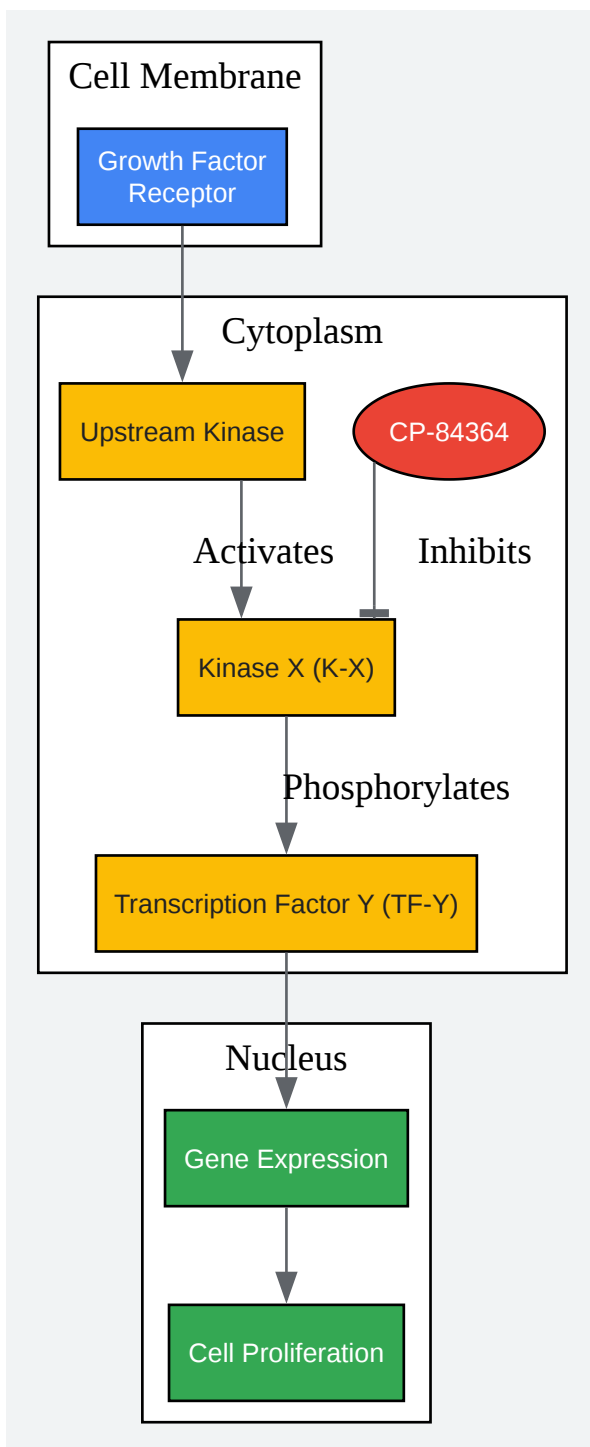 Cell Membrane
Growth Factor
Receptor
Cytoplasm
Upstream Kinase
CP-84364
Activates
Inhibits
Kinase X (K-X)
Phosphorylates
Transcription Factor Y (TF-Y)
Nucleus
Gene Expression
Cell Proliferation